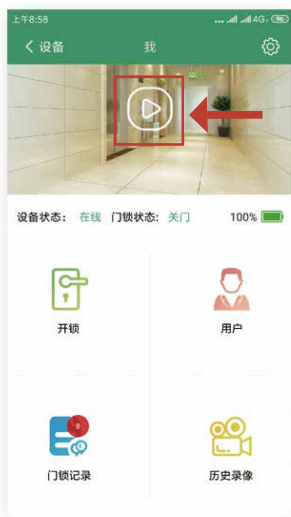 上午8:58 ... 4G 96
< 设备 我
设备状态： 在线 门锁状态: 关门 100%
开锁 用户
门锁记录 历史录像